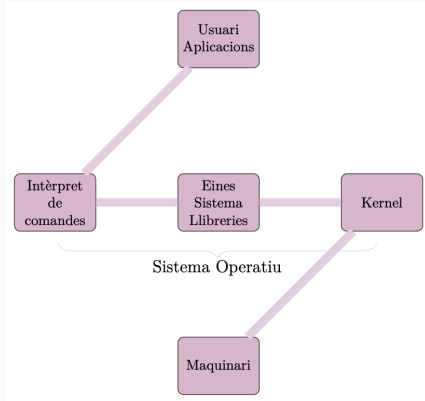 Usuari
Aplicacions
Intèrpret
de
comandes
Eines
Sistema
Llibreries
Kernel
Sistema Operatiu
Maquinari